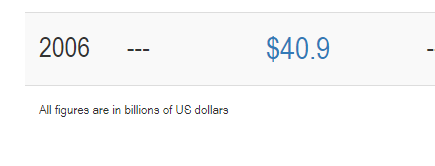 2006 --- $40.9 -
All figures are in billions of US dollars